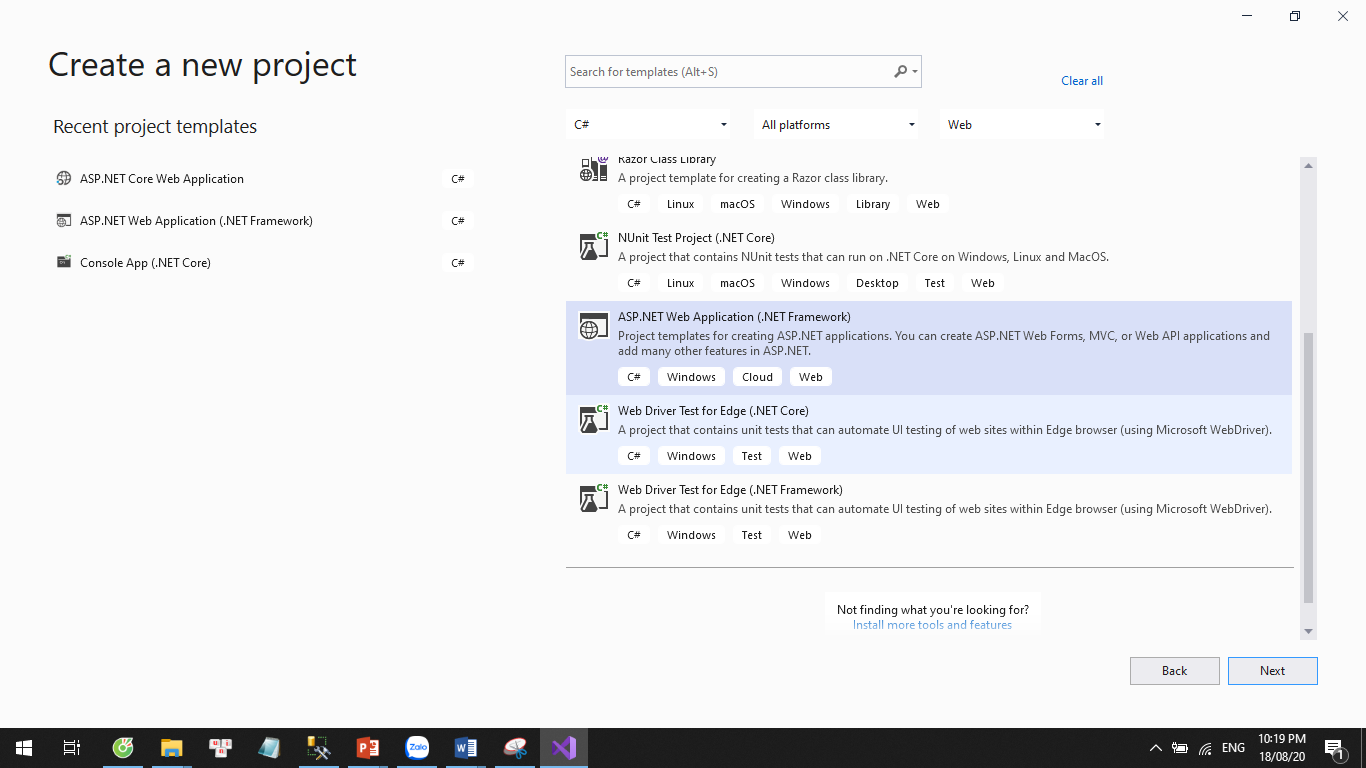 Create a new project
Recent project templates
ASP.NET Core Web Application C#
ASP.NET Web Application (.NET Framework) C#
Console App (.NET Core) C#
Search for templates (Alt+S)
Clear all
C# All platforms Web
Razor Class Library
A project template for creating a Razor class library.
C# Linux macOS Windows Library Web
NUnit Test Project (.NET Core)
A project that contains NUnit tests that can run on .NET Core on Windows, Linux and MacOS.
C# Linux macOS Windows Desktop Test Web
ASP.NET Web Application (.NET Framework)
Project templates for creating ASP.NET applications. You can create ASP.NET Web Forms, MVC, or Web API applications and
add many other features in ASP.NET.
C# Windows Cloud Web
Web Driver Test for Edge (.NET Core)
A project that contains unit tests that can automate UI testing of web sites within Edge browser (using Microsoft WebDriver).
C# Windows Test Web
Web Driver Test for Edge (.NET Framework)
A project that contains unit tests that can automate UI testing of web sites within Edge browser (using Microsoft WebDriver).
C# Windows Test Web
Not finding what you're looking for?
Install more tools and features
Back Next
Zalo
ENG
10:19 PM
18/08/20
1